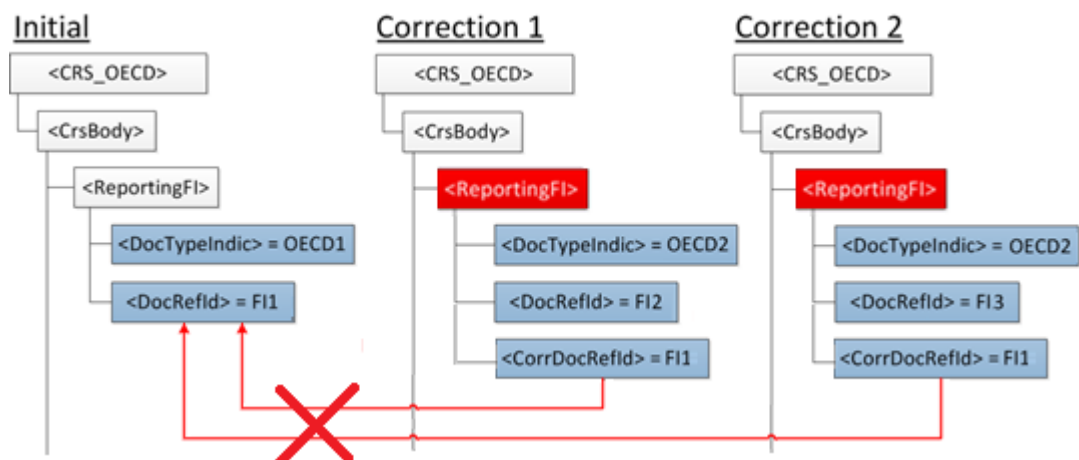 Initial
<CRS_OECD>
<CrsBody>
<ReportingFI>
<DocTypeIndic> = OECD1
<DocRefId> = FI1
Correction 1
<CRS_OECD>
<CrsBody>
<ReportingFI>
<DocTypeIndic> = OECD2
<DocRefId> = FI2
<CorrDocRefId> = FI1
Correction 2
<CRS_OECD>
<CrsBody>
<ReportingFI>
<DocTypeIndic> = OECD2
<DocRefId> = FI3
<CorrDocRefId> = FI1